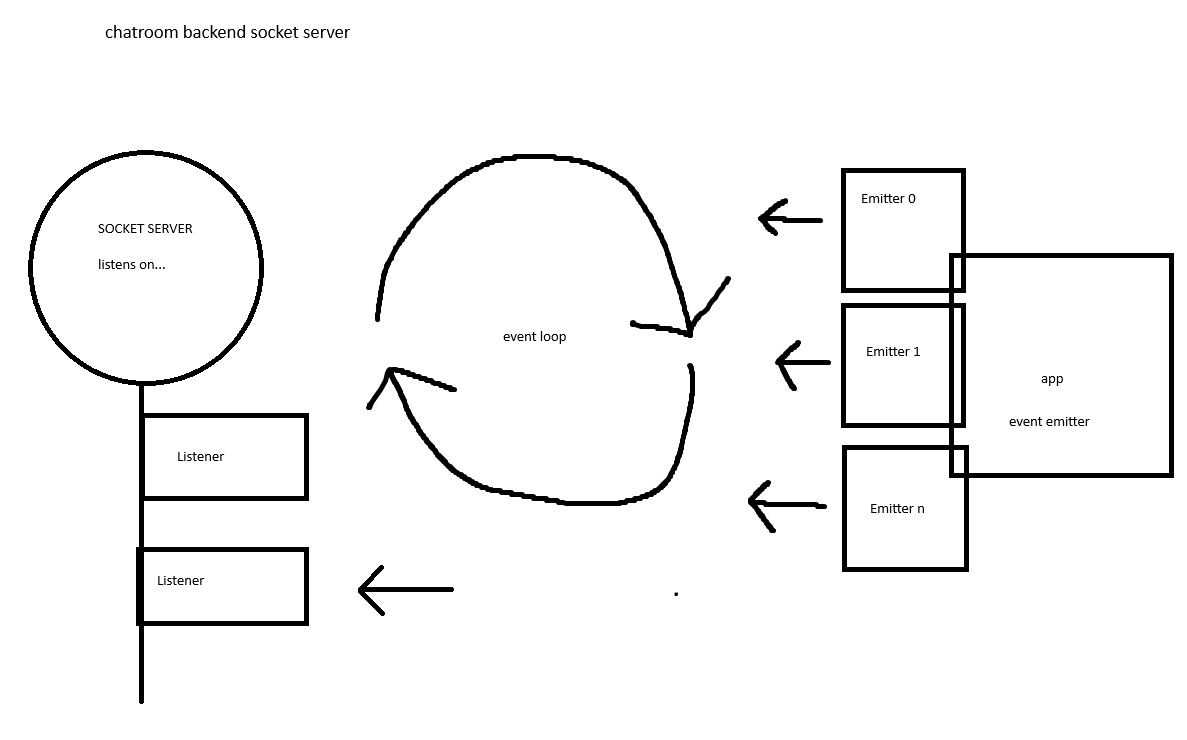 chatroom backend socket server
SOCKET SERVER
listens on...
Listener
Listener
event loop
Emitter 0
Emitter 1
Emitter n
app
event emitter